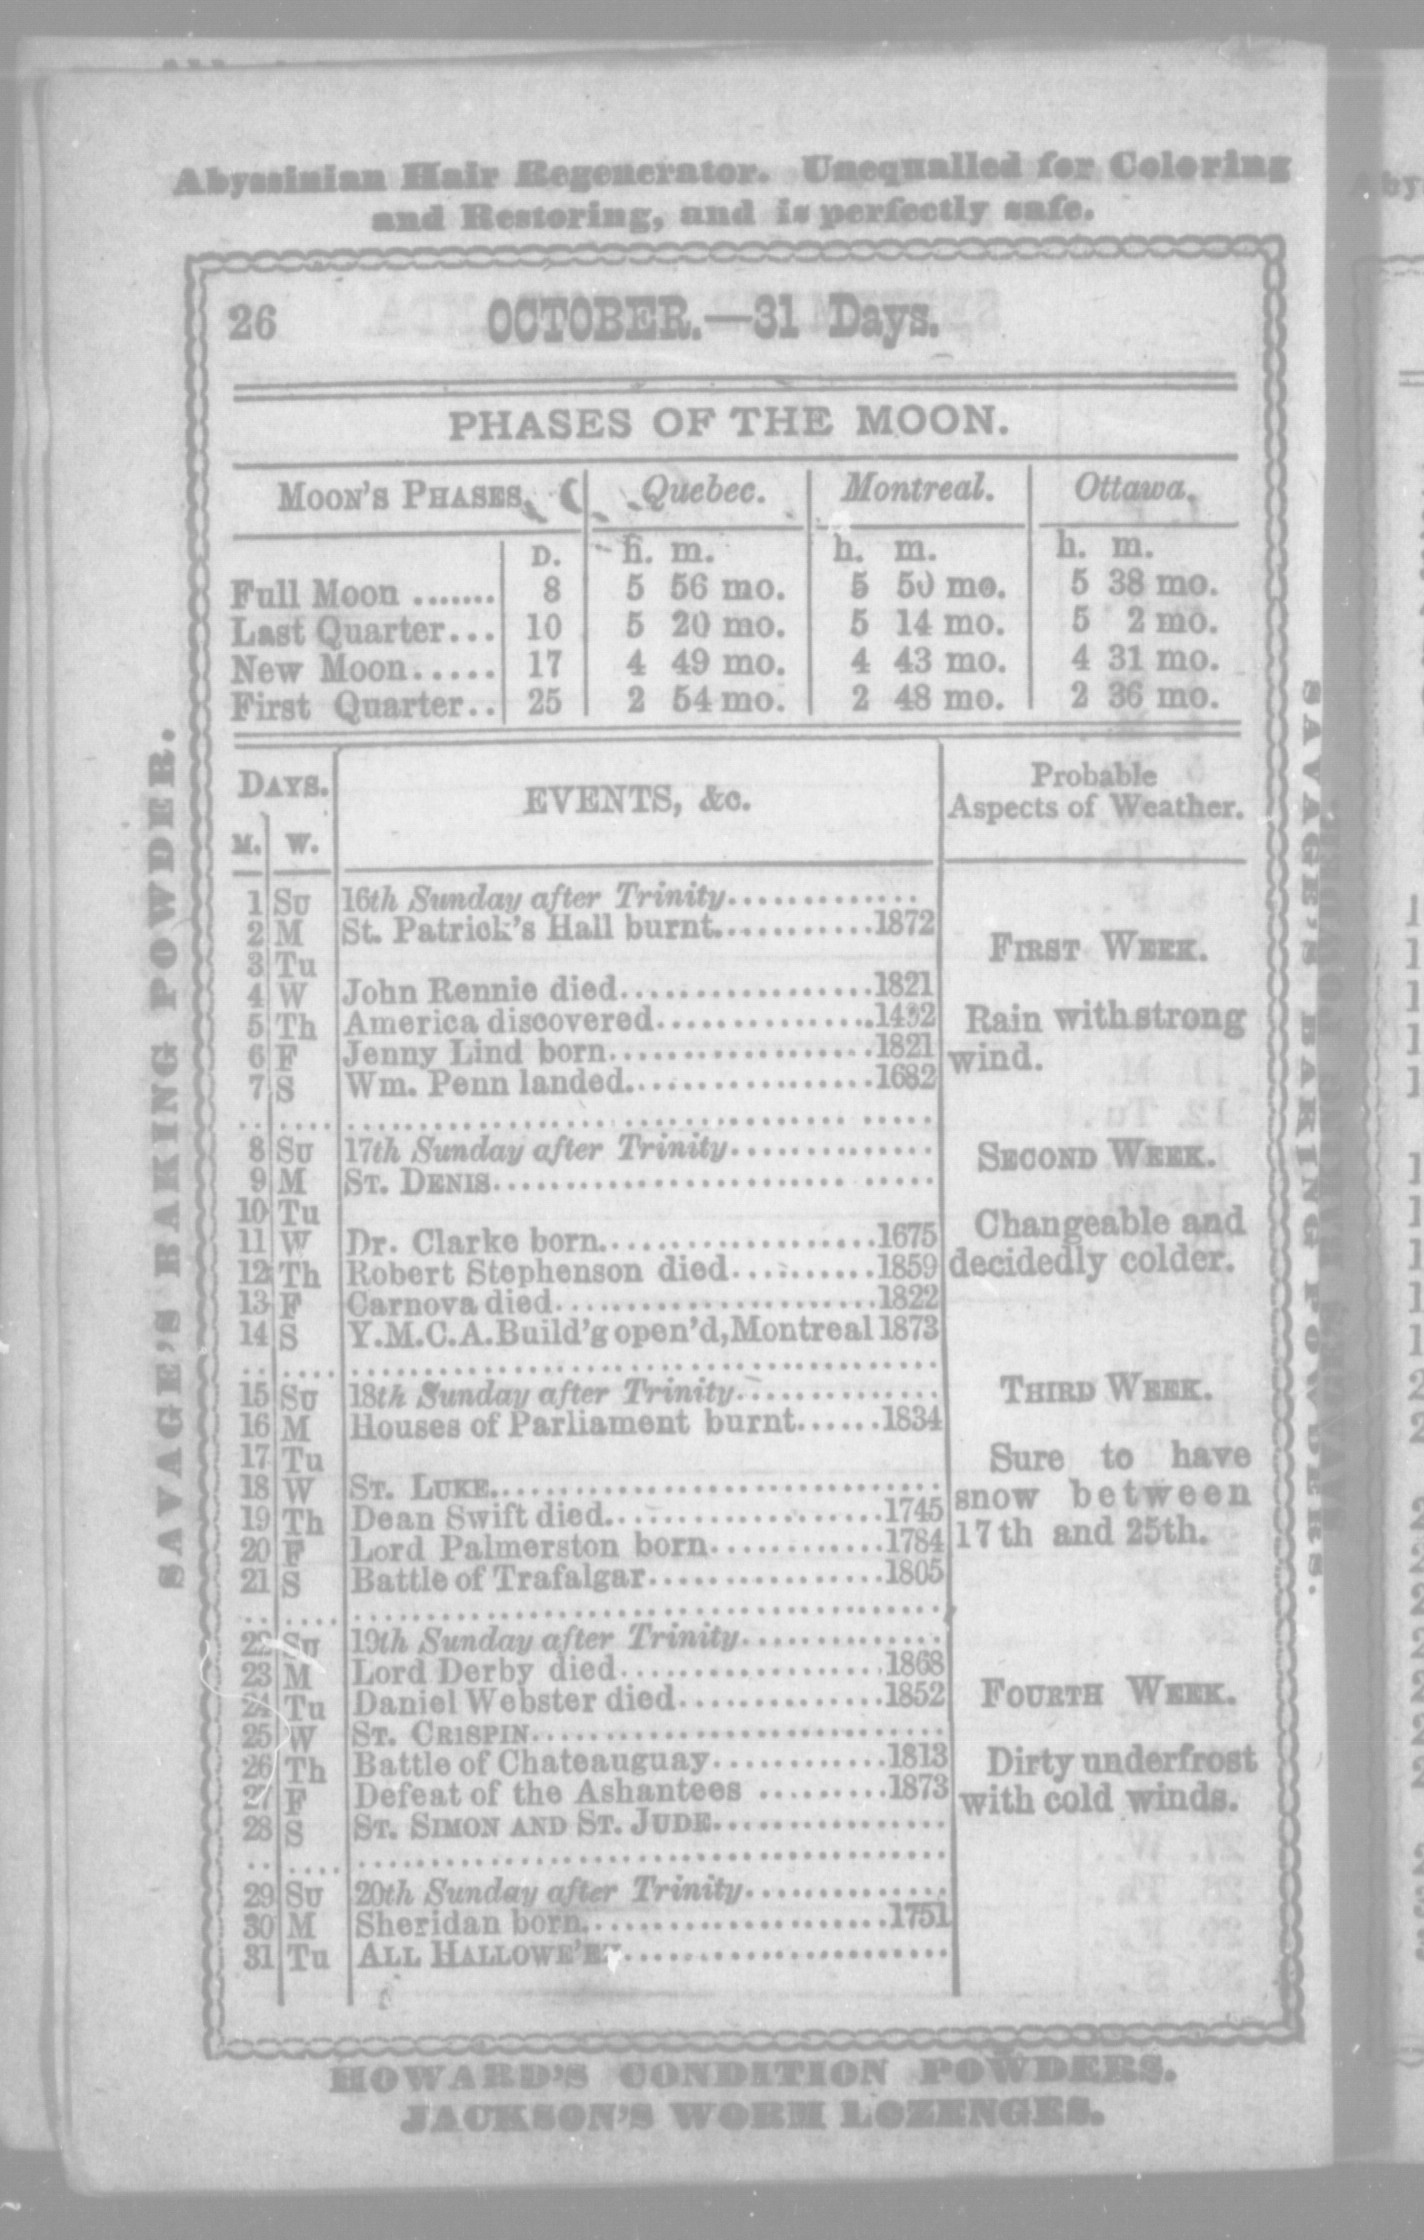 Abyssinian Hair Regenerator. Unequalled for Coloring
and Restoring, and is perfectly safe.
26 OCTOBER.—31 Days.
PHASES OF THE MOON.
MOON'S PHASES. Quebec. Montreal. Ottawa.
D. h. m. h. m. h. m.
Full Moon ....... 8 5 56 mo. 5 50 mo. 5 38 mo.
Last Quarter... 10 5 20 mo. 5 14 mo. 5 2 mo.
New Moon...... 17 4 49 mo. 4 43 mo. 4 31 mo.
First Quarter.. 25 2 54 mo. 2 48 mo. 2 36 mo.
DAYS. EVENTS, &c. Probable
Aspects of Weather.
M. W.
1 Su 16th Sunday after Trinity..............
2 M St. Patrick's Hall burnt............1872
3 Tu
4 W John Rennie died..................1821
5 Th America discovered...............1492
6 F Jenny Lind born...................1821
7 S Wm. Penn landed.................1682
8 Su 17th Sunday after Trinity..............
9 M ST. DENIS..............................
10 Tu
11 W Dr. Clarke born....................1675
12 Th Robert Stephenson died..........1859
13 F Carnova died.......................1822
14 S Y.M.C.A. Build'g open'd, Montreal 1873
15 Su 18th Sunday after Trinity..............
16 M Houses of Parliament burnt......1834
17 Tu
18 W ST. LUKE...............................
19 Th Dean Swift died....................1745
20 F Lord Palmerston born............1784
21 S Battle of Trafalgar.................1805
22 Su 19th Sunday after Trinity..............
23 M Lord Derby died...................1868
24 Tu Daniel Webster died...............1852
25 W ST. CRISPIN.............................
26 Th Battle of Chateauguay............1813
27 F Defeat of the Ashantees .........1873
28 S ST. SIMON AND ST. JUDE................
29 Su 20th Sunday after Trinity..............
30 M Sheridan born......................1751
31 Tu ALL HALLOWE'EN.......................
FIRST WEEK.
Rain with strong
wind.
SECOND WEEK.
Changeable and
decidedly colder.
THIRD WEEK.
Sure to have
snow between
17th and 25th.
FOURTH WEEK.
Dirty underfrost
with cold winds.
SAVAGE'S BAKING POWDER.
SAVAGE'S BAKING POWDERS.
HOWARD'S CONDITION POWDERS.
JACKSON'S WORM LOZENGES.